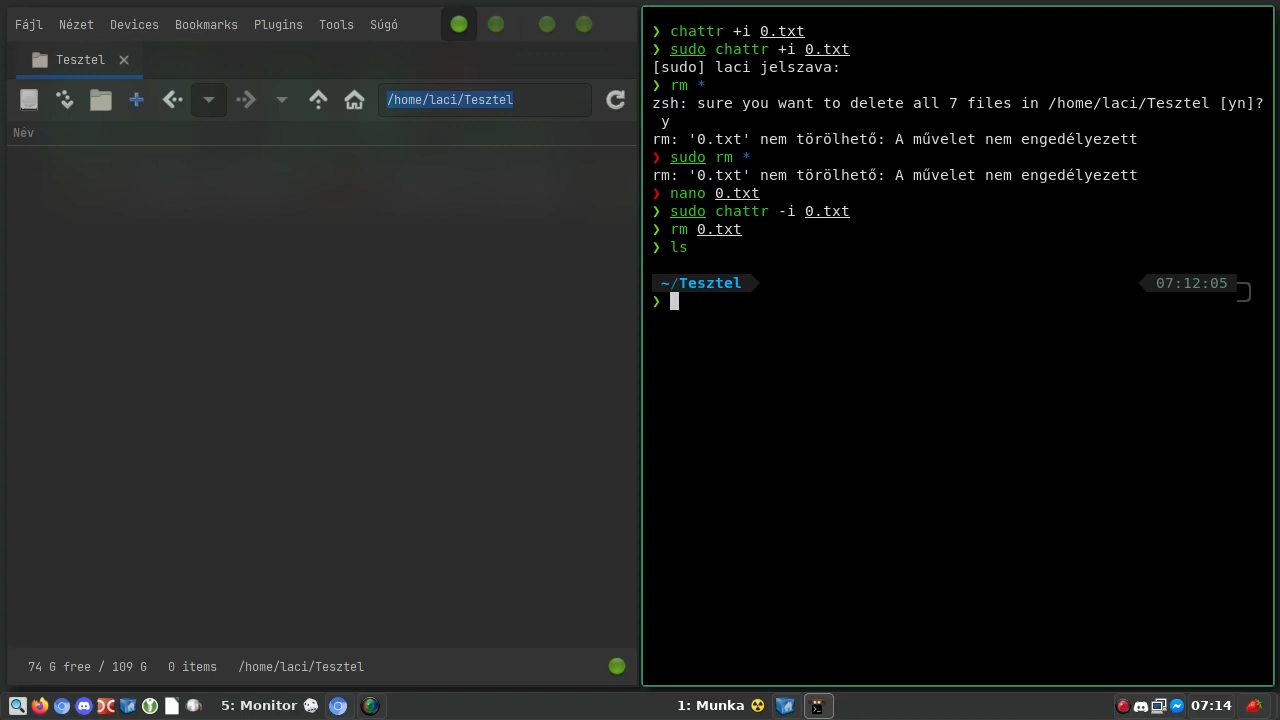 Fájl Nézet Devices Bookmarks Plugins Tools Súgó
Tesztel
/home/laci/Tesztel
Név
74 G free / 109 G 0 items /home/laci/Tesztel
❯ chattr +i 0.txt
❯ sudo chattr +i 0.txt
[sudo] laci jelszava:
❯ rm *
zsh: sure you want to delete all 7 files in /home/laci/Tesztel [yn]?
y
rm: '0.txt' nem törölhető: A művelet nem engedélyezett
❯ sudo rm *
rm: '0.txt' nem törölhető: A művelet nem engedélyezett
❯ nano 0.txt
❯ sudo chattr -i 0.txt
❯ rm 0.txt
❯ ls
~/Tesztel 07:12:05
❯
5: Monitor 1: Munka 07:14